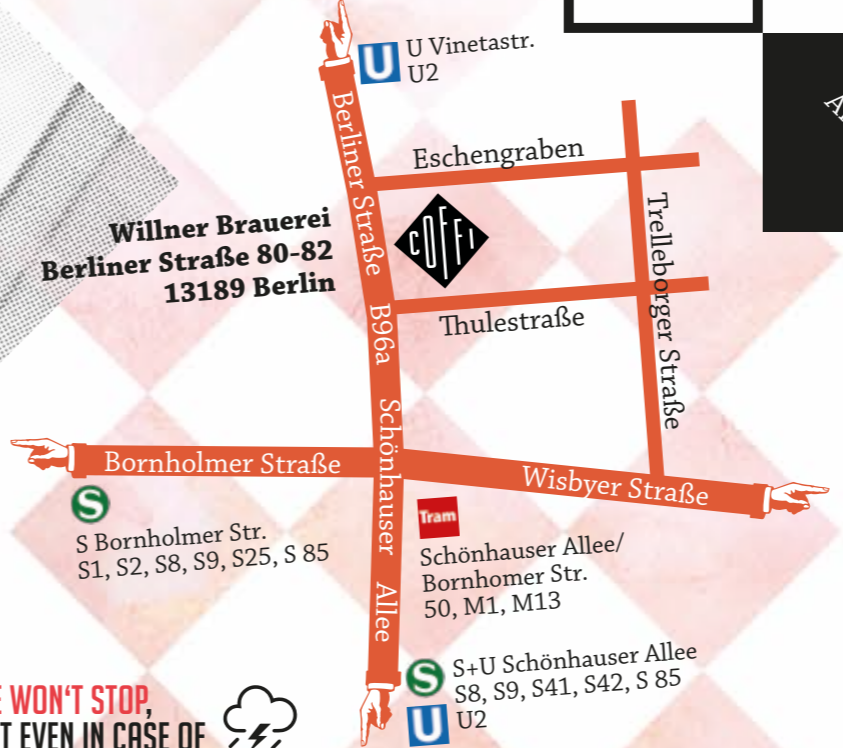 U
U Vinetastr.
U2
Berliner Straße
Eschengraben
Trelleborger Straße
Willner Brauerei
Berliner Straße 80-82
13189 Berlin
COFFI
B96a
Thulestraße
Schönhauser Allee
Bornholmer Straße
Wisbyer Straße
S
S Bornholmer Str.
S1, S2, S8, S9, S25, S 85
Tram
Schönhauser Allee/
Bornhomer Str.
50, M1, M13
S
S+U Schönhauser Allee
S8, S9, S41, S42, S 85
U
U2
WON‘T STOP,
EVEN IN CASE OF